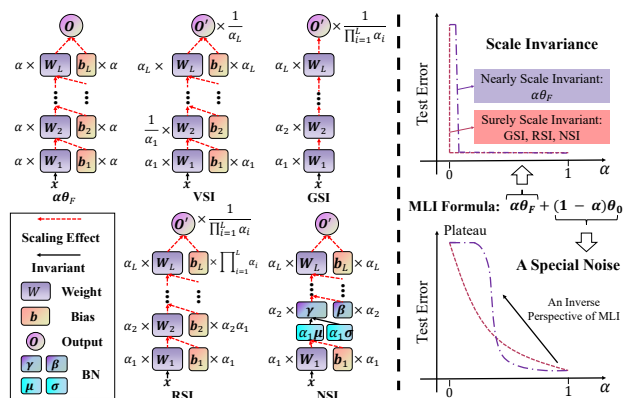 O
α × W_L b_L × α
α × W_2 b_2 × α
α × W_1 b_1 × α
x
αθ_F
O′ × 1/α_L
α_L × W_L b_L × α_L
1/α_1 × W_2 b_2
α_1 × W_1 b_1 × α_1
x
VSI
O′ × 1/∏_{i=1}^{L} α_i
α_L × W_L
α_2 × W_2
α_1 × W_1
x
GSI
Scaling Effect
Invariant
W Weight
b Bias
O Output
γ β
BN
μ σ
O′ × 1/∏_{i=1}^{L} α_i
α_L × W_L b_L × ∏_{i=1}^{L} α_i
α_2 × W_2 b_2 × α_2α_1
α_1 × W_1 b_1 × α_1
x
RSI
O′
α_L × W_L b_L × α_L
α_2 × γ β × α_2
α_1μ α_1σ
α_1 × W_1 b_1 × α_1
x
NSI
Test Error
Scale Invariance
Nearly Scale Invariant:
αθ_F
Surely Scale Invariant:
GSI, RSI, NSI
0 1 α
MLI Formula: αθ_F + (1 − α)θ_0
Plateau
A Special Noise
An Inverse
Perspective of MLI
Test Error
0 1 α